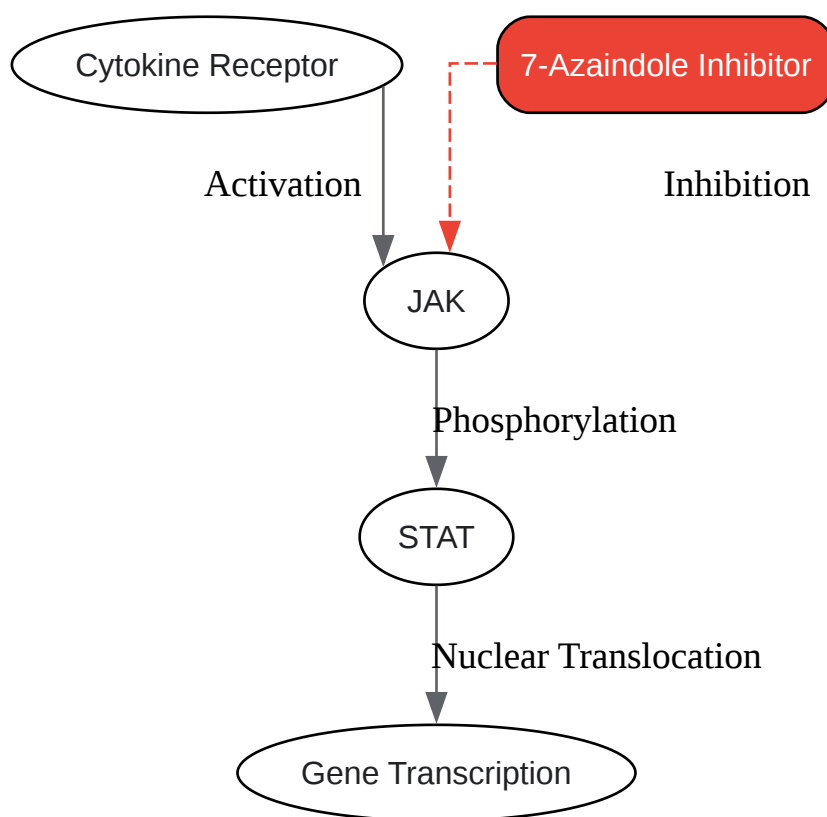 Cytokine Receptor
7-Azaindole Inhibitor
Activation
Inhibition
JAK
Phosphorylation
STAT
Nuclear Translocation
Gene Transcription